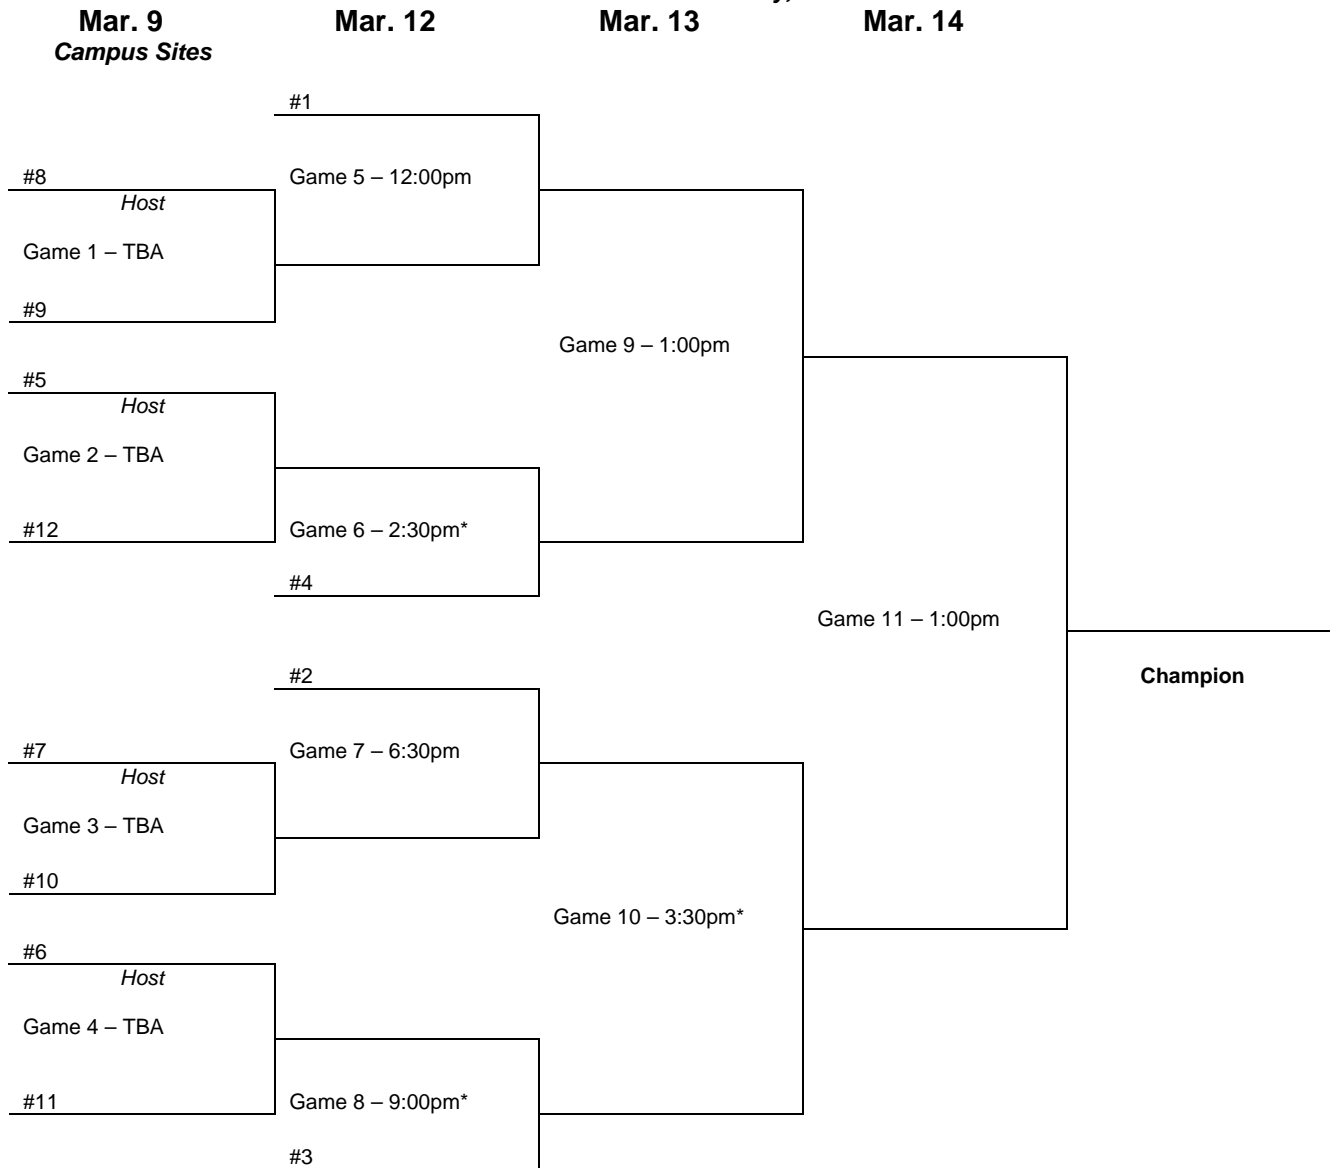 Mar. 9 Mar. 12 Mar. 13 Mar. 14
Campus Sites
#1
#8 Game 5 – 12:00pm
Host
Game 1 – TBA
#9
Game 9 – 1:00pm
#5
Host
Game 2 – TBA
#12 Game 6 – 2:30pm*
#4
Game 11 – 1:00pm
#2 Champion
#7 Game 7 – 6:30pm
Host
Game 3 – TBA
#10
Game 10 – 3:30pm*
#6
Host
Game 4 – TBA
#11 Game 8 – 9:00pm*
#3